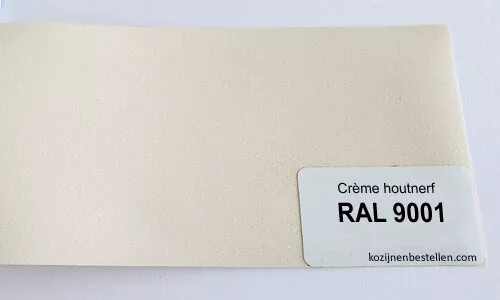 Crème houtnerf
RAL 9001
kozijnenbestellen.com